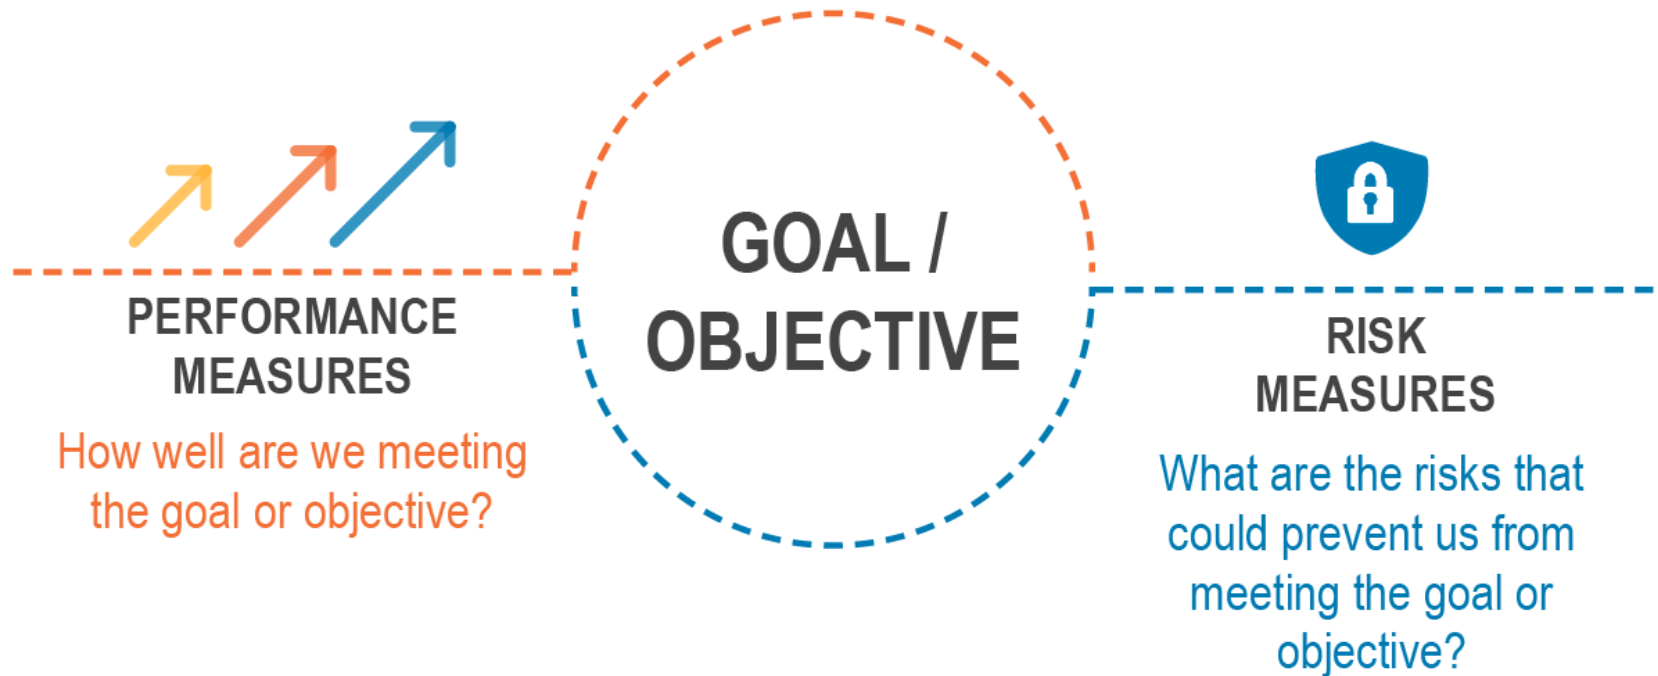 PERFORMANCE
MEASURES
How well are we meeting
the goal or objective?
GOAL /
OBJECTIVE
RISK
MEASURES
What are the risks that
could prevent us from
meeting the goal or
objective?